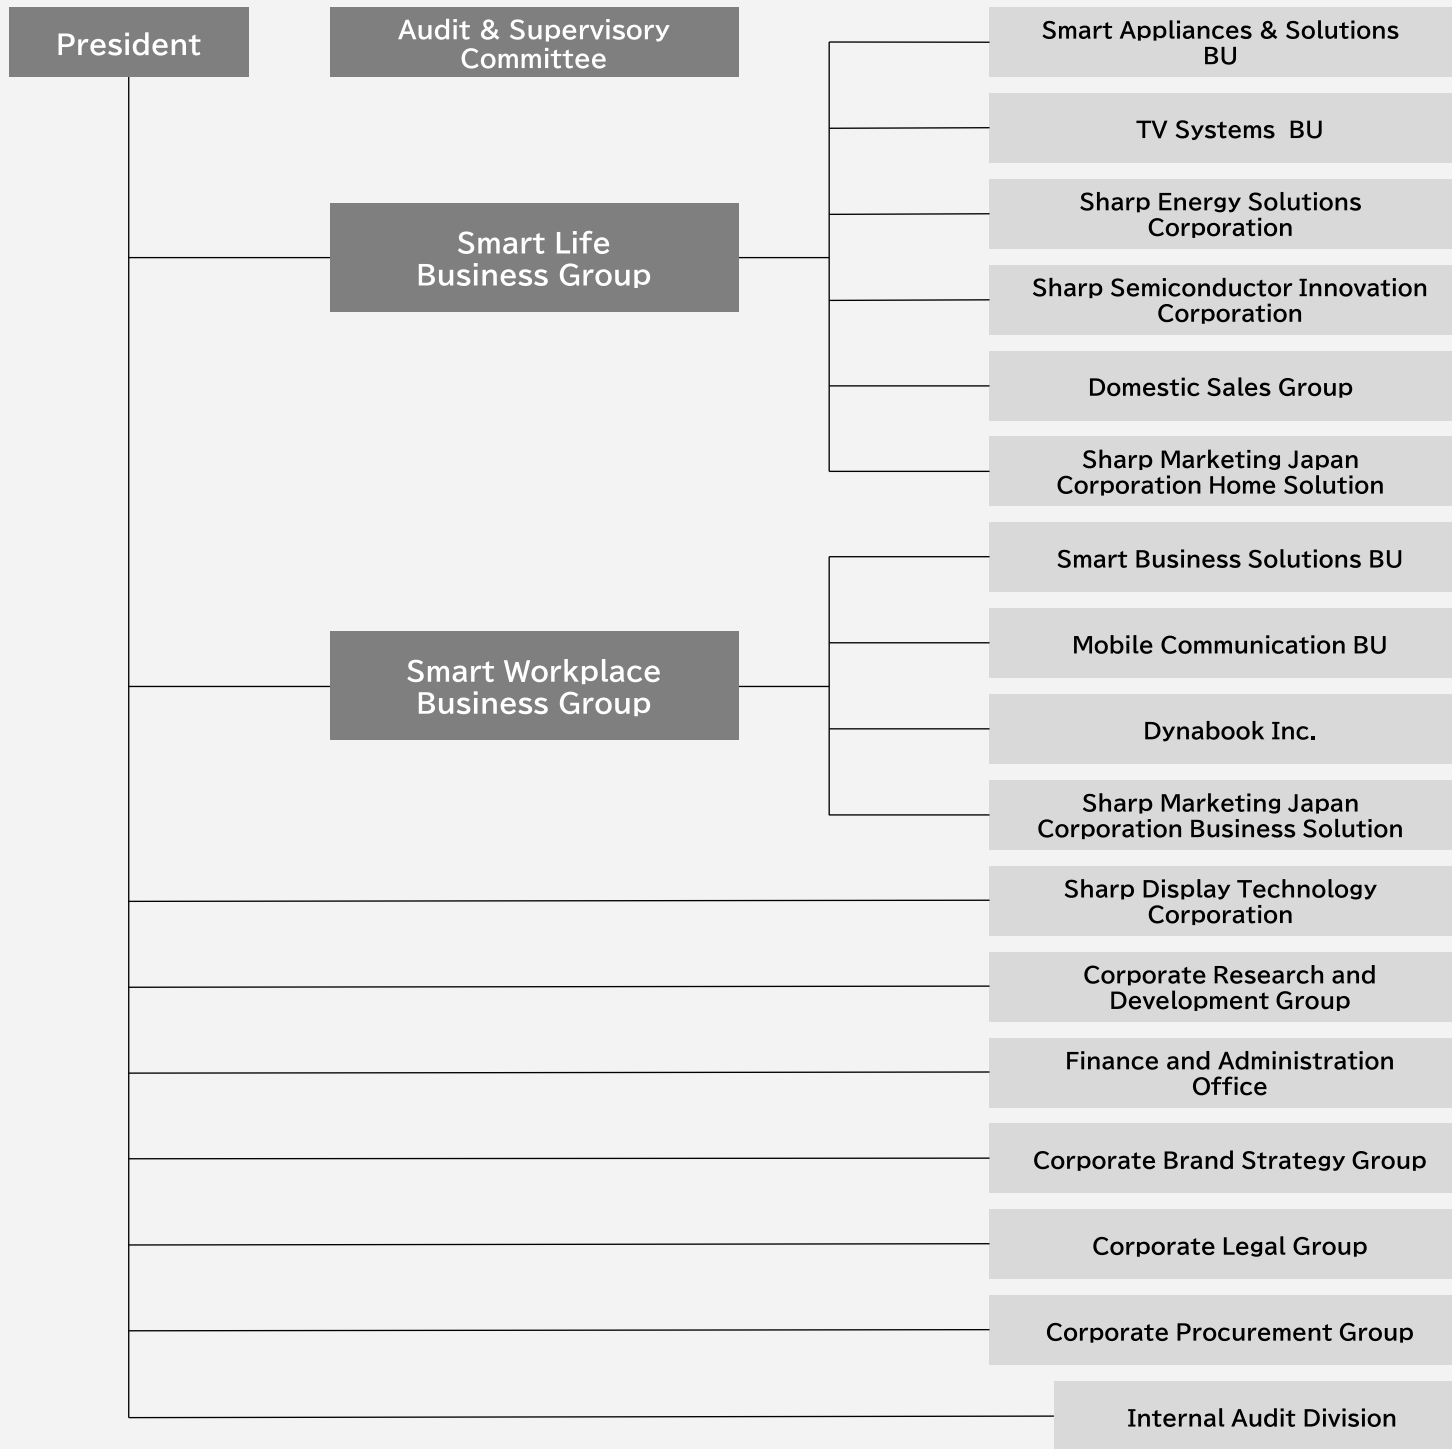 President
Audit & Supervisory
Committee
Smart Appliances & Solutions
BU
TV Systems BU
Sharp Energy Solutions
Corporation
Smart Life
Business Group
Sharp Semiconductor Innovation
Corporation
Domestic Sales Group
Sharp Marketing Japan
Corporation Home Solution
Smart Business Solutions BU
Mobile Communication BU
Smart Workplace
Business Group
Dynabook Inc.
Sharp Marketing Japan
Corporation Business Solution
Sharp Display Technology
Corporation
Corporate Research and
Development Group
Finance and Administration
Office
Corporate Brand Strategy Group
Corporate Legal Group
Corporate Procurement Group
Internal Audit Division